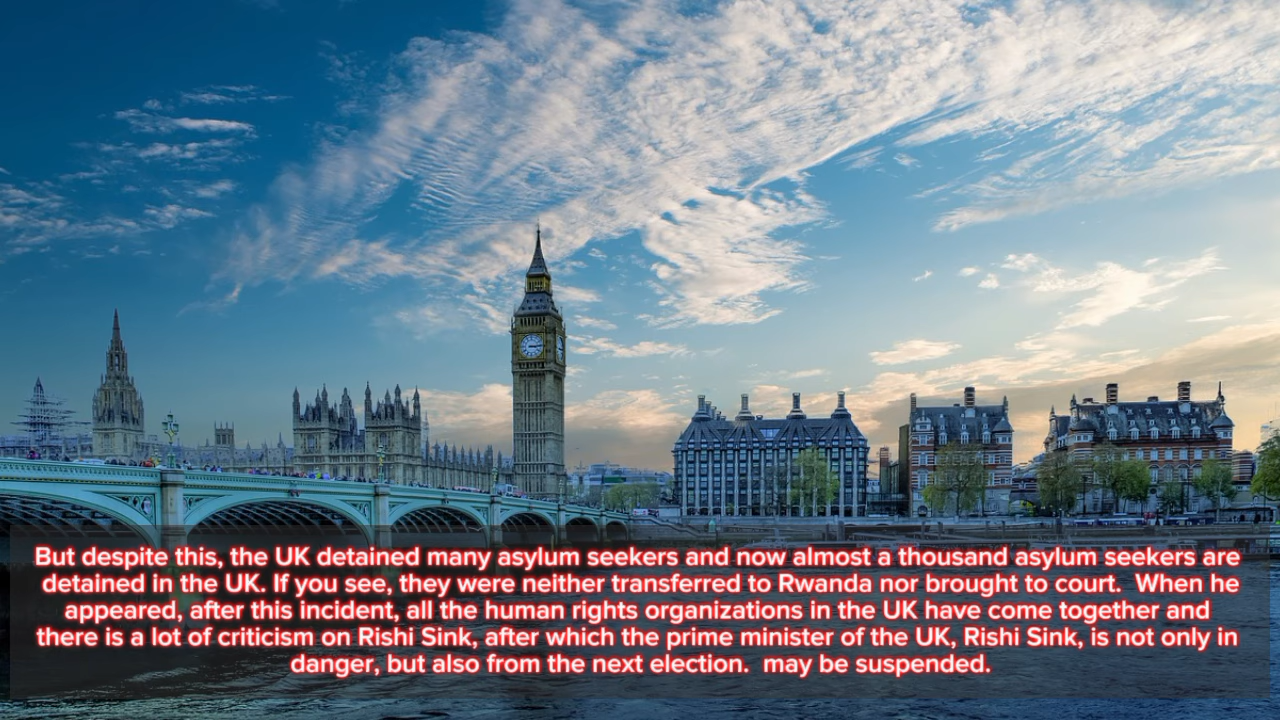 But despite this, the UK detained many asylum seekers and now almost a thousand asylum seekers are
detained in the UK. If you see, they were neither transferred to Rwanda nor brought to court.  When he
appeared, after this incident, all the human rights organizations in the UK have come together and
there is a lot of criticism on Rishi Sink, after which the prime minister of the UK, Rishi Sink, is not only in
danger, but also from the next election.  may be suspended.